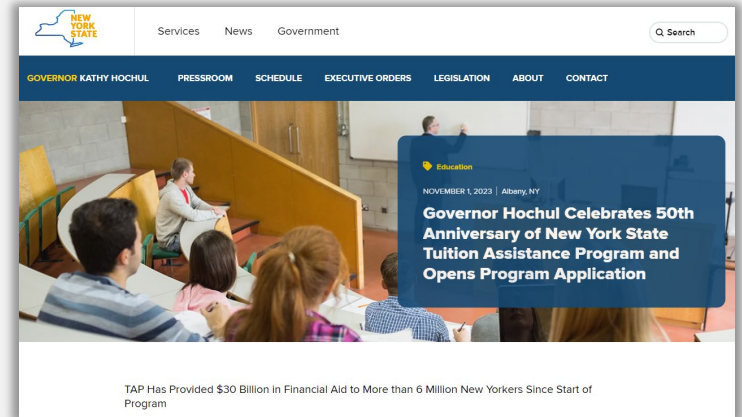 NEW
YORK
STATE
Services News Government
Search
GOVERNOR KATHY HOCHUL PRESSROOM SCHEDULE EXECUTIVE ORDERS LEGISLATION ABOUT CONTACT
Education
NOVEMBER 1, 2023 | Albany, NY
Governor Hochul Celebrates 50th
Anniversary of New York State
Tuition Assistance Program and
Opens Program Application
TAP Has Provided $30 Billion in Financial Aid to More than 6 Million New Yorkers Since Start of
Program